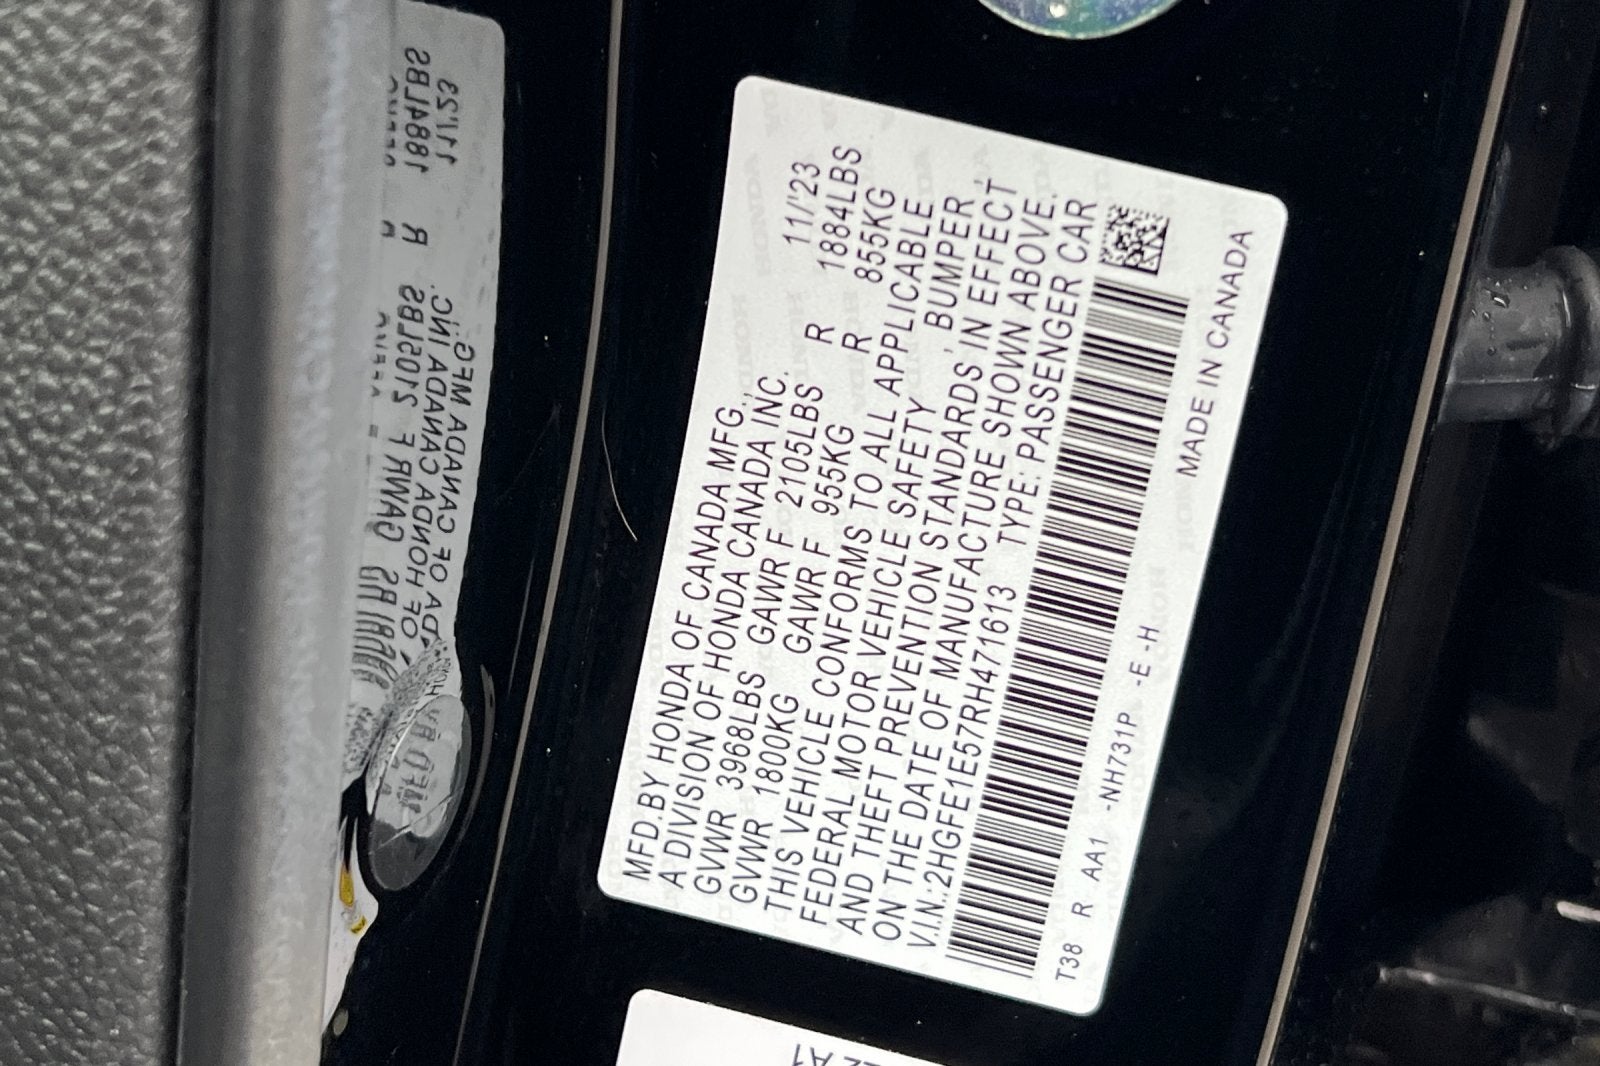 MFD.BY HONDA OF CANADA MFG.,
A DIVISION OF HONDA CANADA INC. 11/'23
GVWR 3968LBS GAWR F 2105LBS R 1884LBS
GVWR 1800KG GAWR F 955KG R 855KG
THIS VEHICLE CONFORMS TO ALL APPLICABLE
FEDERAL MOTOR VEHICLE SAFETY, BUMPER,
AND THEFT PREVENTION STANDARDS IN EFFECT
ON THE DATE OF MANUFACTURE SHOWN ABOVE.
V.I.N.:2HGFE1E57RH471613 TYPE: PASSENGER CAR
T38 R AA1 -NH731P -E -H
MADE IN CANADA